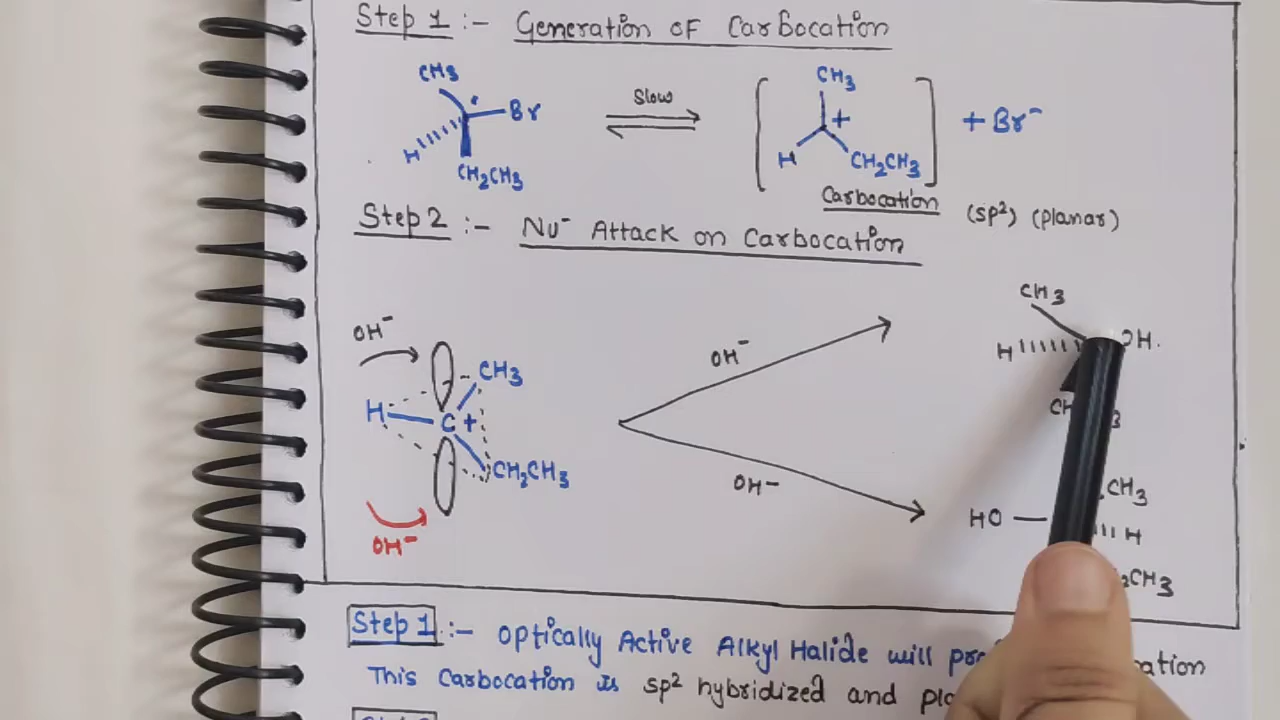 Step 1 :- Generation of Carbocation
CH3
Br
H
CH2CH3
Slow
CH3
+
H
CH2CH3
+ Br⁻
Carbocation (sp²) (planar)
Step 2 :- Nu⁻ Attack on Carbocation
OH⁻
H C + CH3
CH2CH3
OH⁻
OH⁻
OH⁻
CH3
H OH.
HO CH3
H
CH3
Step 1 :- Optically Active Alkyl Halide will
This Carbocation is sp² hybridized and